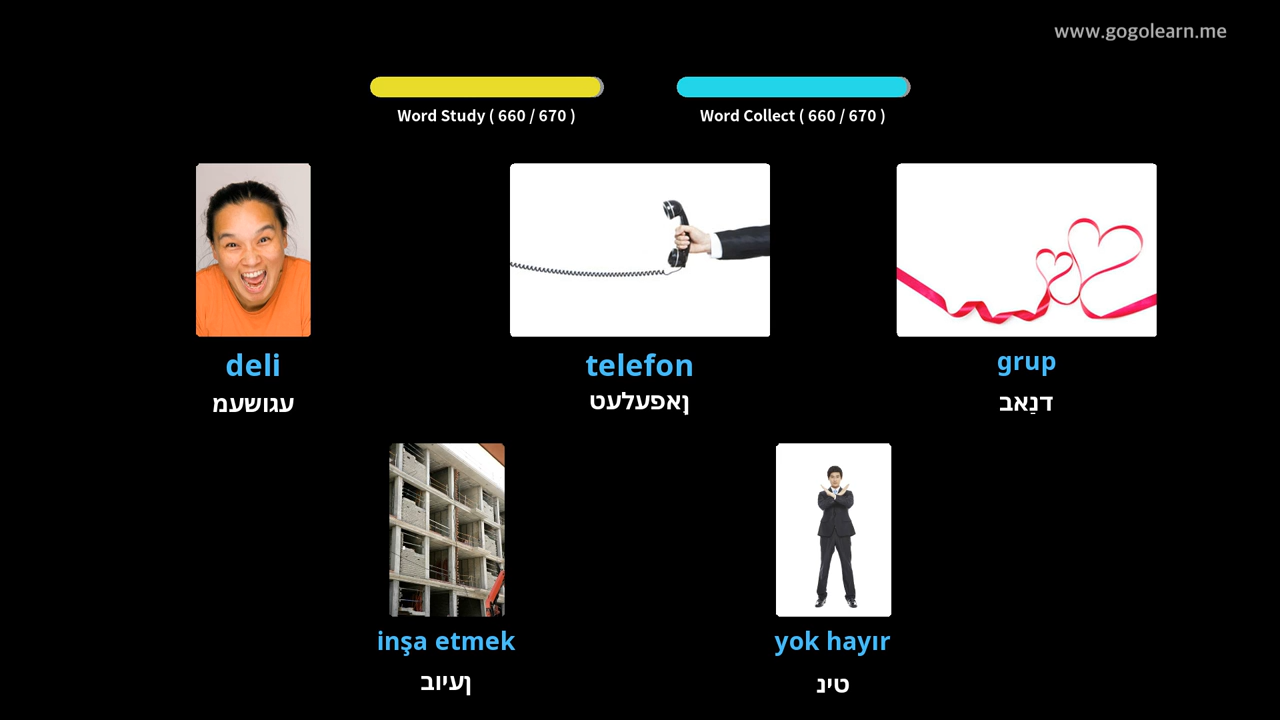 www.gogolearn.me
Word Study ( 660 / 670 )
Word Collect ( 660 / 670 )
deli
עגושעמ
telefon
ןאפעלעט
grup
דנַאב
inşa etmek
ןעיוב
yok hayır
טינ